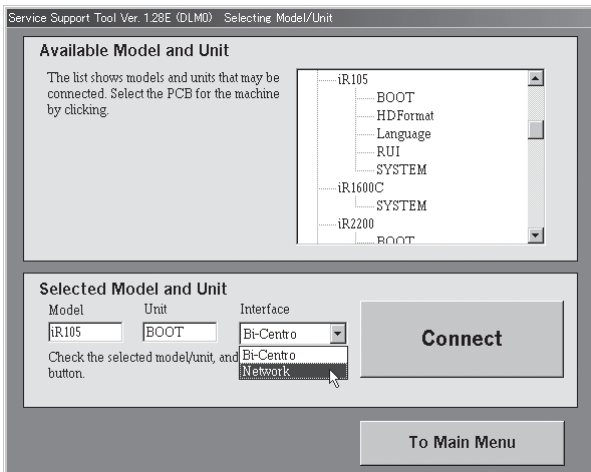 Service Support Tool Ver. 1.28E (DLM0)   Selecting Model/Unit
Available Model and Unit
The list shows models and units that may be
connected. Select the PCB for the machine
by clicking.
iR105
BOOT
HDFormat
Language
RUI
SYSTEM
iR1600C
SYSTEM
iR2200
BOOT
Selected Model and Unit
Model Unit Interface
iR105 BOOT Bi-Centro
Check the selected model/unit, and
button.
Bi-Centro
Network
Connect
To Main Menu